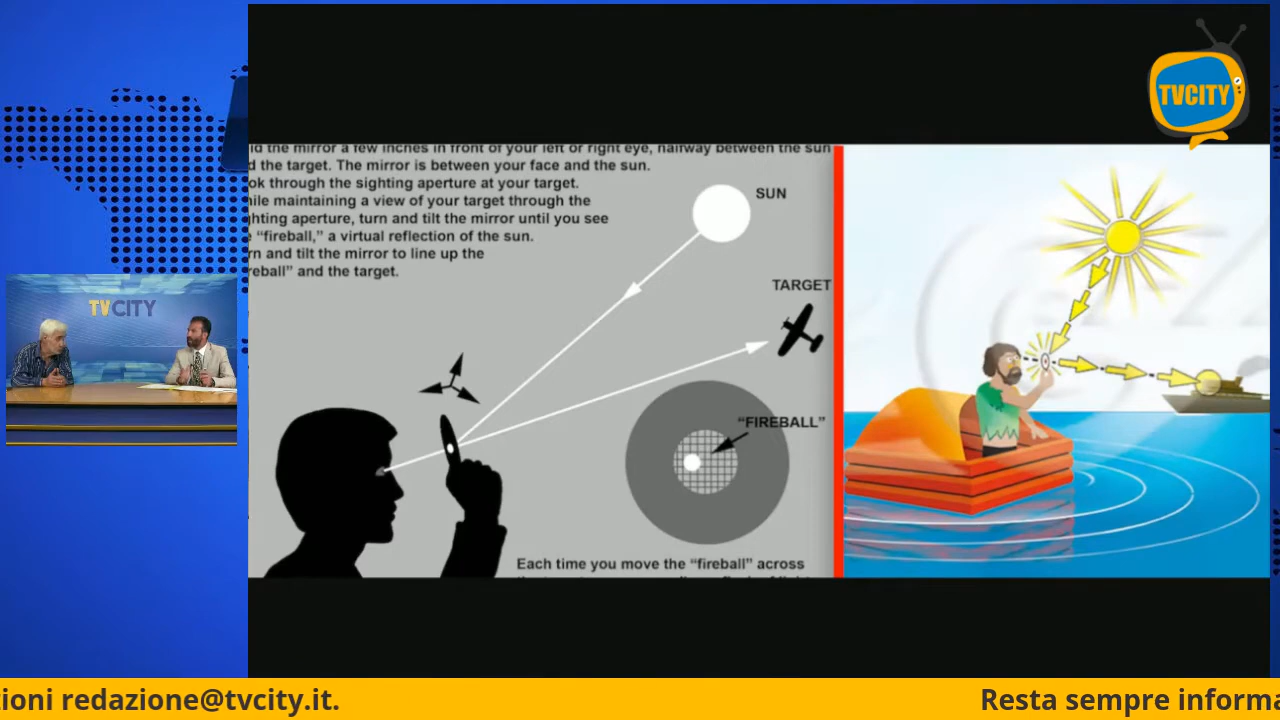 TVCITY
the mirror a few inches in front of your left or right eye, halfway between the sun
the target. The mirror is between your face and the sun.
through the sighting aperture at your target.
maintaining a view of your target through the
aperture, turn and tilt the mirror until you see
“fireball,” a virtual reflection of the sun.
and tilt the mirror to line up the
and the target.
SUN
TARGET
“FIREBALL”
Each time you move the “fireball” across
TVCITY
redazione@tvcity.it.
Resta sempre